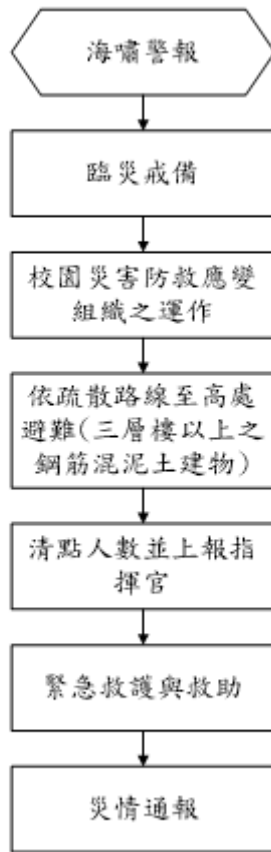 海嘯警報
臨災戒備
校園災害防救應變
組織之運作
依疏散路線至高處
避難(三層樓以上之
鋼筋混泥土建物)
清點人數並上報指
揮官
緊急救護與救助
災情通報